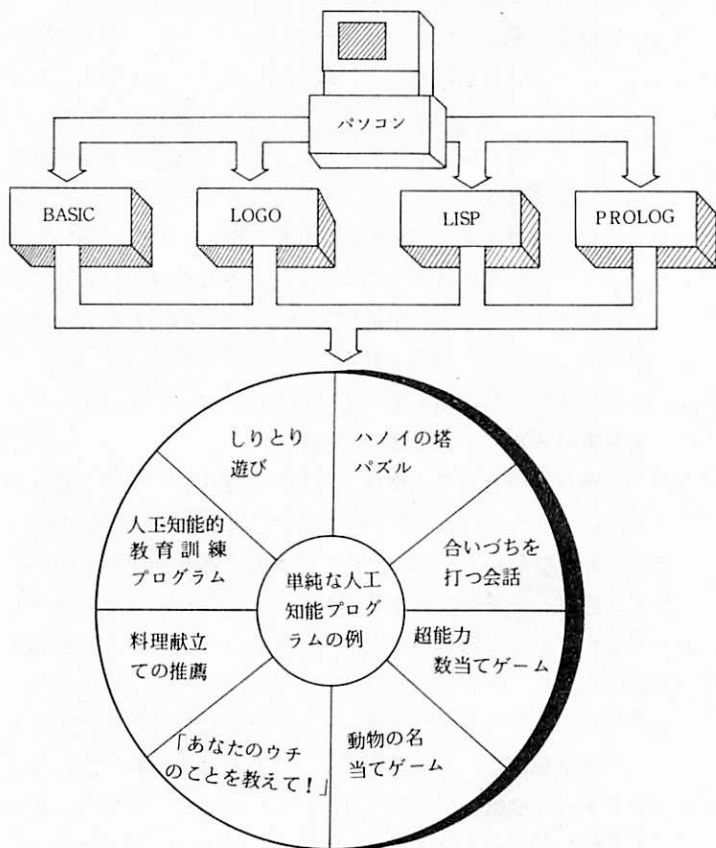 パソコン
BASIC
LOGO
LISP
PROLOG
しりとり
遊び
ハノイの塔
パズル
人工知能的
教育訓練
プログラム
合いづちを
打つ会話
単純な人工
知能プログ
ラムの例
料理献立
ての推薦
超能力
数当てゲーム
「あなたのウチ
のことを教えて!」
動物の名
当てゲーム